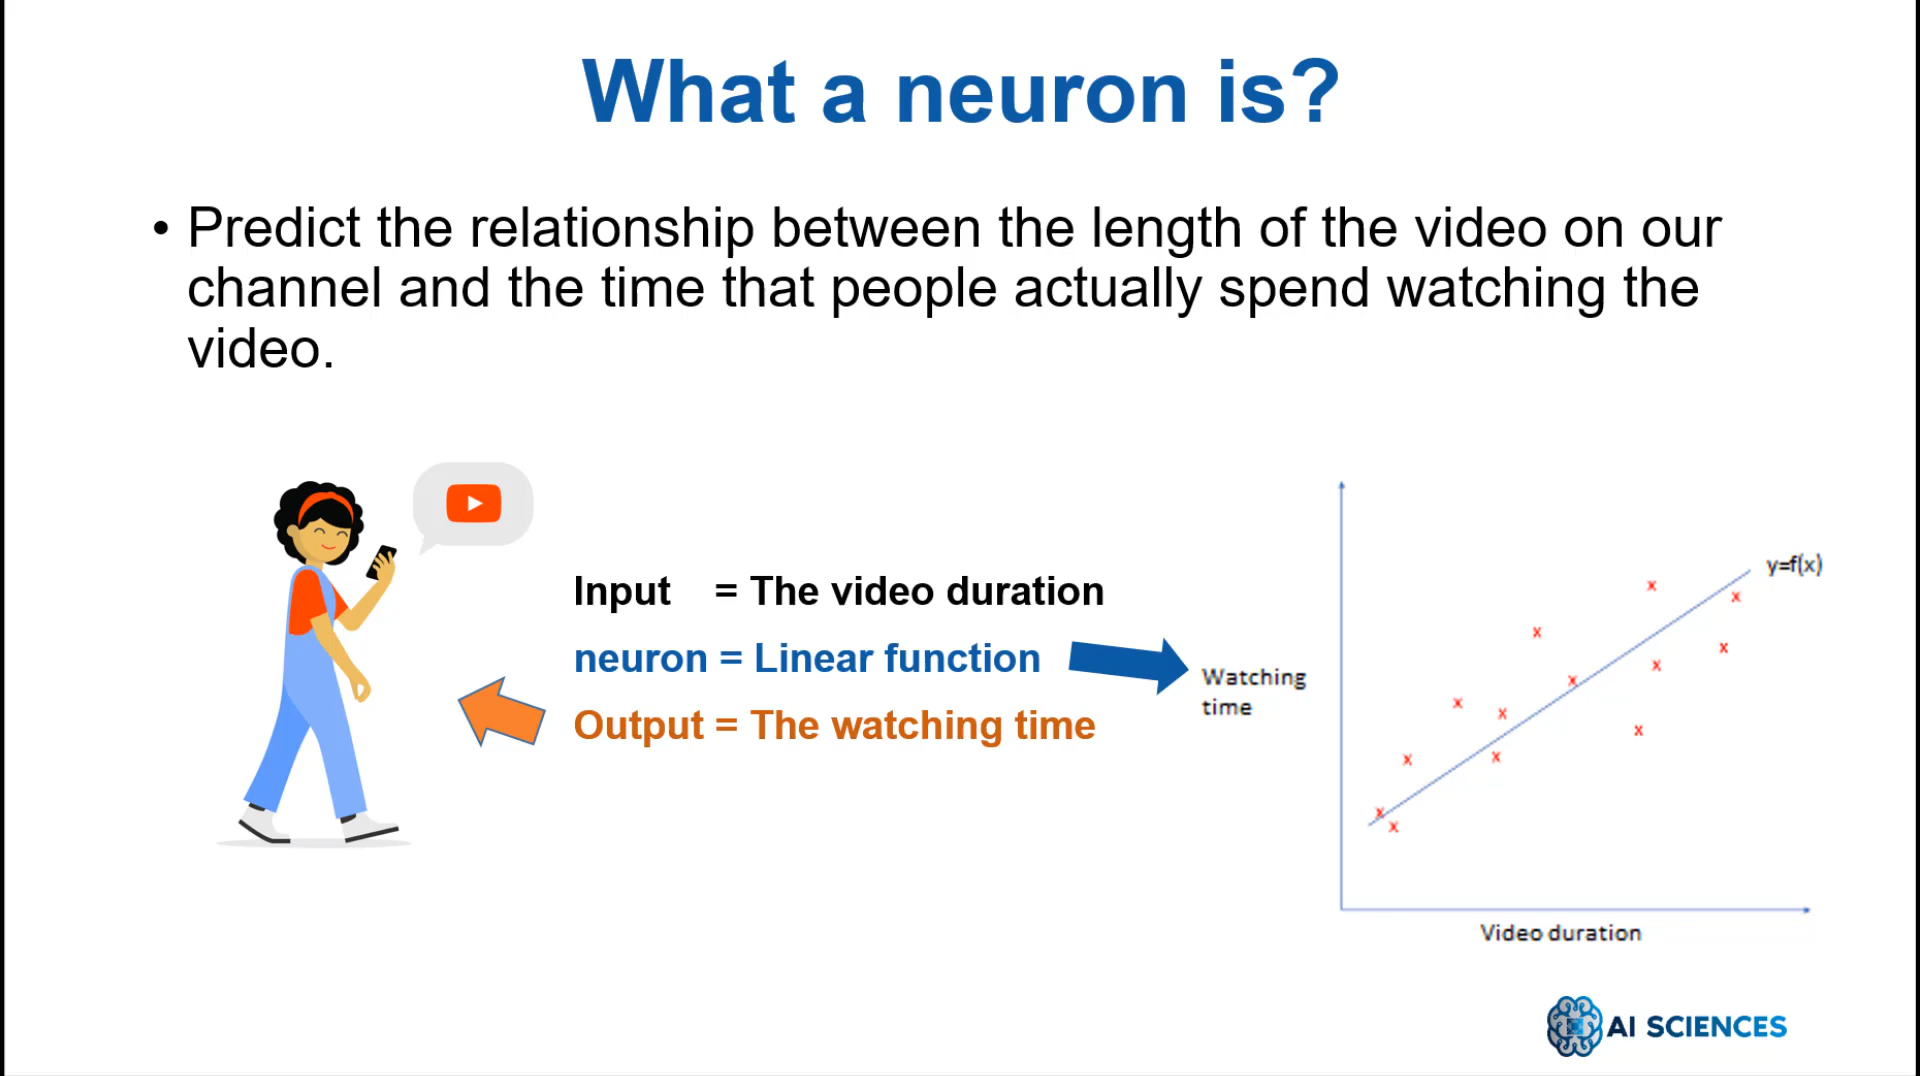 What a neuron is?
• Predict the relationship between the length of the video on our
channel and the time that people actually spend watching the
video.
Input = The video duration
neuron = Linear function
Output = The watching time
Watching
time
y=f(x)
Video duration
AI SCIENCES